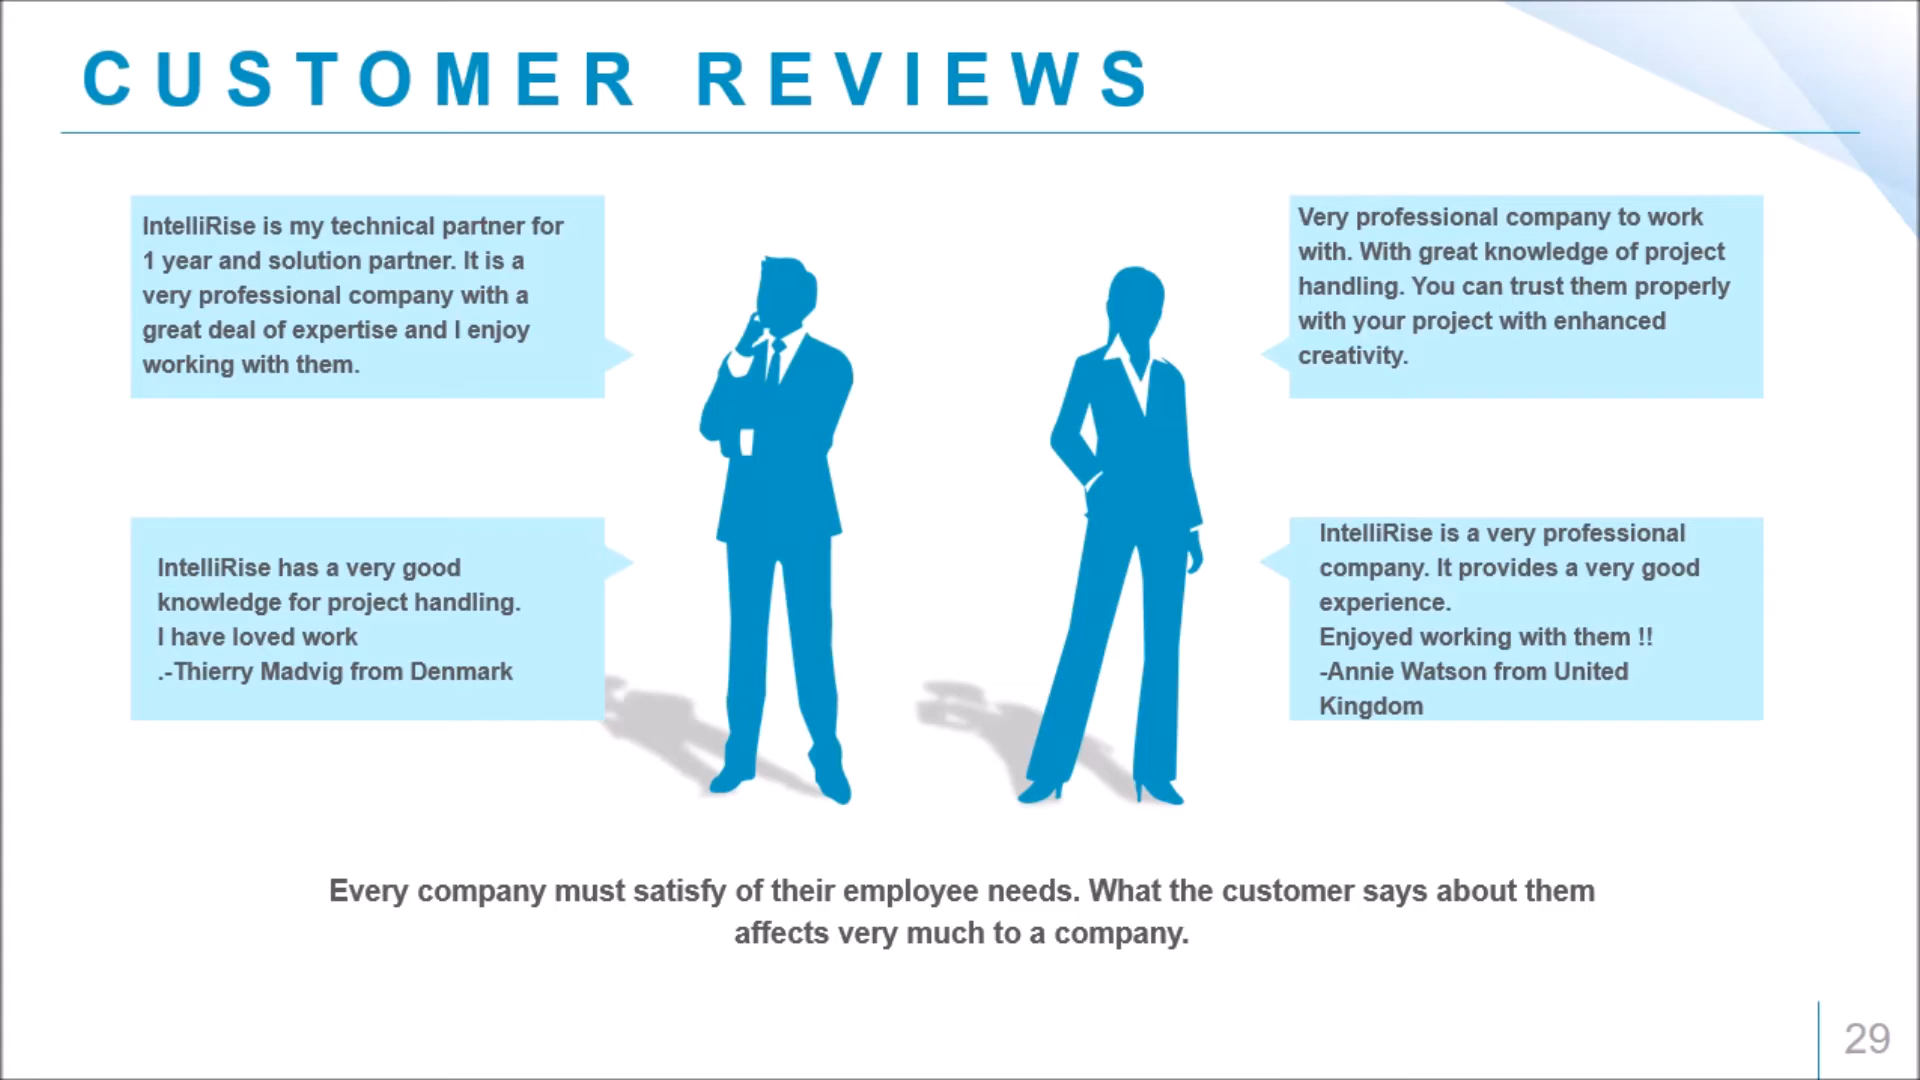 CUSTOMER REVIEWS
IntelliRise is my technical partner for
1 year and solution partner. It is a
very professional company with a
great deal of expertise and I enjoy
working with them.
Very professional company to work
with. With great knowledge of project
handling. You can trust them properly
with your project with enhanced
creativity.
IntelliRise has a very good
knowledge for project handling.
I have loved work
.-Thierry Madvig from Denmark
IntelliRise is a very professional
company. It provides a very good
experience.
Enjoyed working with them !!
-Annie Watson from United
Kingdom
Every company must satisfy of their employee needs. What the customer says about them
affects very much to a company.
29